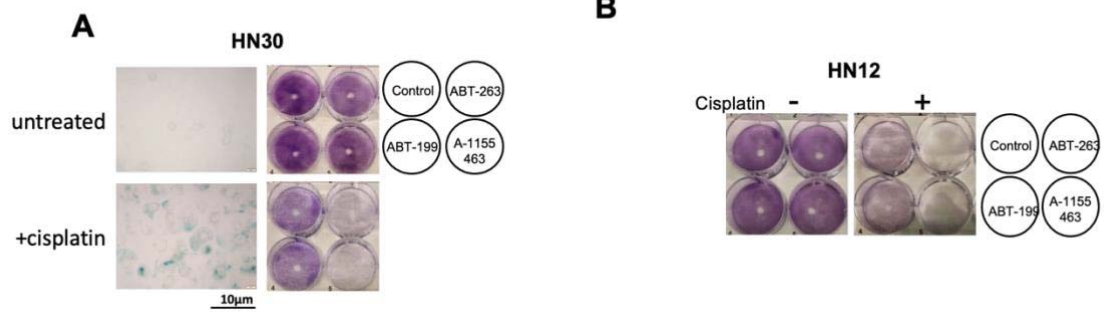 A
HN30
untreated
Control ABT-263
ABT-199 A-1155
463
+cisplatin
10μm
B
HN12
Cisplatin - +
Control ABT-263
ABT-199 A-1155
463